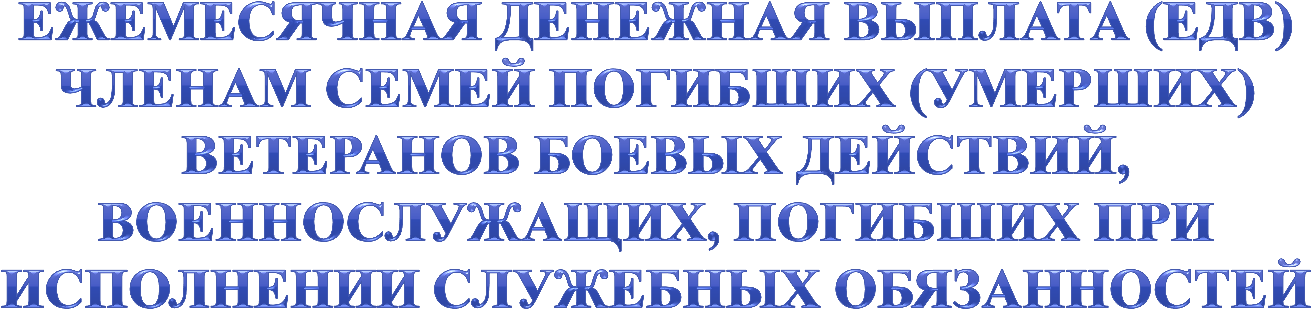 ЕЖЕМЕСЯЧНАЯ ДЕНЕЖНАЯ ВЫПЛАТА (ЕДВ)
ЧЛЕНАМ СЕМЕЙ ПОГИБШИХ (УМЕРШИХ)
ВЕТЕРАНОВ БОЕВЫХ ДЕЙСТВИЙ,
ВОЕННОСЛУЖАЩИХ, ПОГИБШИХ ПРИ
ИСПОЛНЕНИИ СЛУЖЕБНЫХ ОБЯЗАННОСТЕЙ